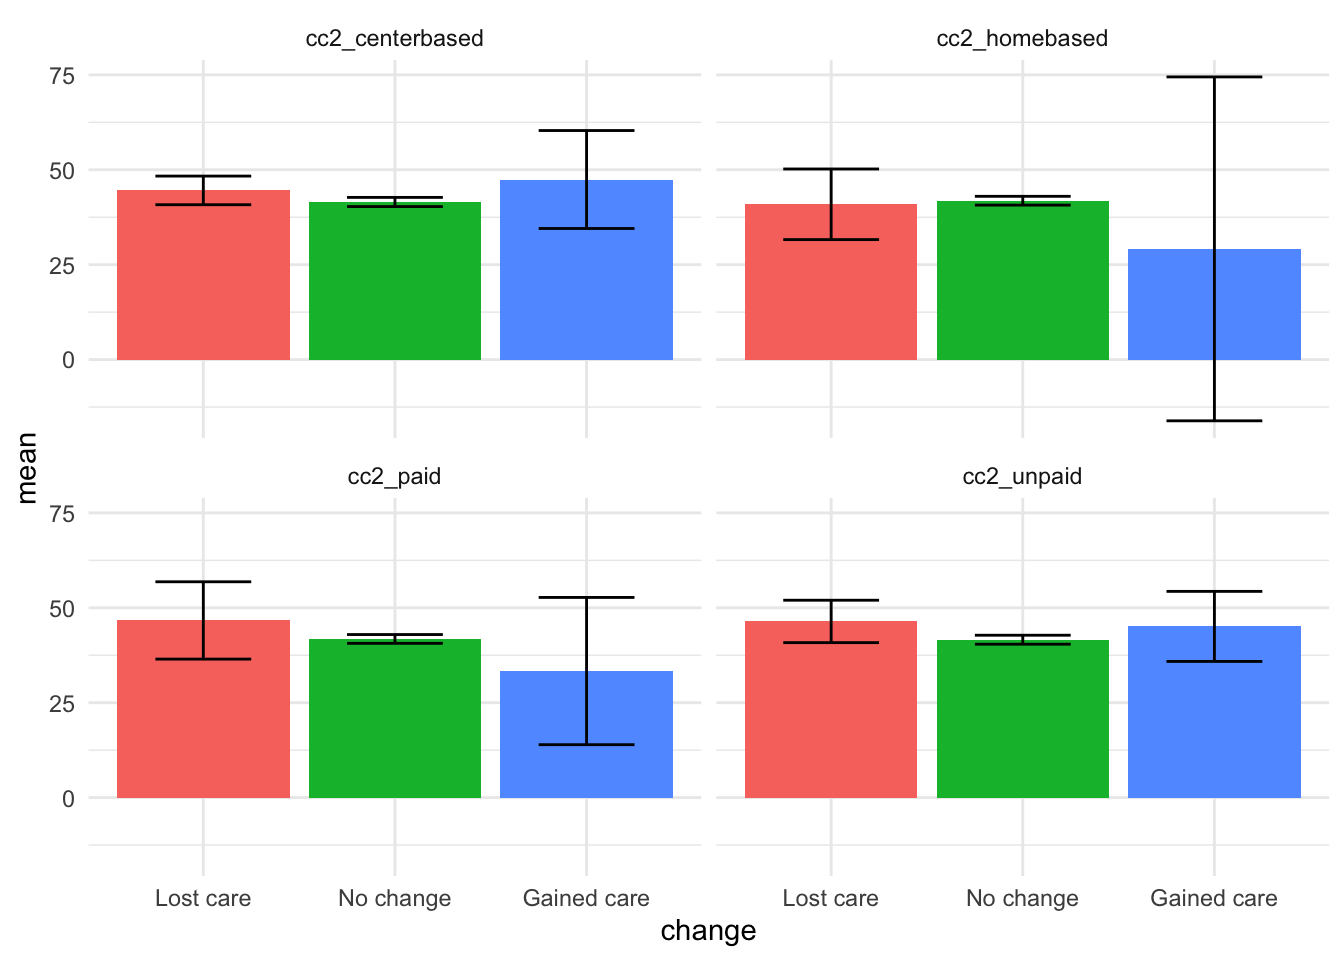 cc2_centerbased
cc2_homebased
75
50
25
0
mean
cc2_paid
cc2_unpaid
75
50
25
0
Lost care
No change
Gained care
Lost care
No change
Gained care
change